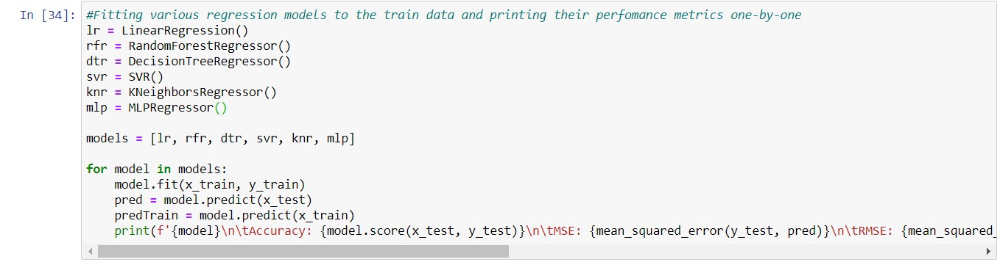 In [34]: #Fitting various regression models to the train data and printing their perfomance metrics one-by-one
lr = LinearRegression()
rfr = RandomForestRegressor()
dtr = DecisionTreeRegressor()
svr = SVR()
knr = KNeighborsRegressor()
mlp = MLPRegressor()
models = [lr, rfr, dtr, svr, knr, mlp]
for model in models:
    model.fit(x_train, y_train)
    pred = model.predict(x_test)
    predTrain = model.predict(x_train)
    print(f'{model}\n\tAccuracy: {model.score(x_test, y_test)}\n\tMSE: {mean_squared_error(y_test, pred)}\n\tRMSE: {mean_squared_